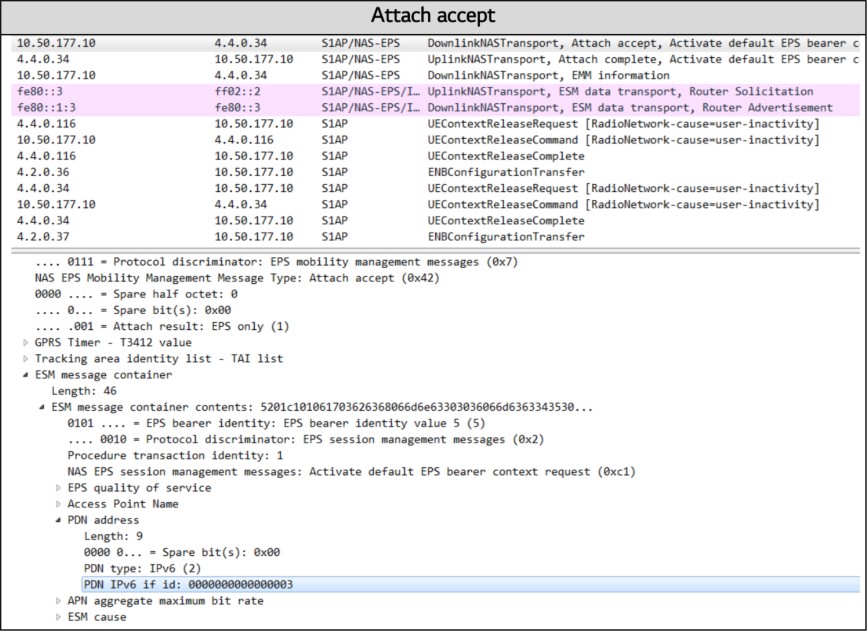 Attach accept
10.50.177.10 4.4.0.34 S1AP/NAS-EPS DownlinkNASTransport, Attach accept, Activate default EPS bearer c
4.4.0.34 10.50.177.10 S1AP/NAS-EPS UplinkNASTransport, Attach complete, Activate default EPS bearer c
10.50.177.10 4.4.0.34 S1AP/NAS-EPS DownlinkNASTransport, EMM information
fe80::3 ff02::2 S1AP/NAS-EPS/I… UplinkNASTransport, ESM data transport, Router Solicitation
fe80::1:3 fe80::3 S1AP/NAS-EPS/I… DownlinkNASTransport, ESM data transport, Router Advertisement
4.4.0.116 10.50.177.10 S1AP UEContextReleaseRequest [RadioNetwork-cause=user-inactivity]
10.50.177.10 4.4.0.116 S1AP UEContextReleaseCommand [RadioNetwork-cause=user-inactivity]
4.4.0.116 10.50.177.10 S1AP UEContextReleaseComplete
4.2.0.36 10.50.177.10 S1AP ENBConfigurationTransfer
4.4.0.34 10.50.177.10 S1AP UEContextReleaseRequest [RadioNetwork-cause=user-inactivity]
10.50.177.10 4.4.0.34 S1AP UEContextReleaseCommand [RadioNetwork-cause=user-inactivity]
4.4.0.34 10.50.177.10 S1AP UEContextReleaseComplete
4.2.0.37 10.50.177.10 S1AP ENBConfigurationTransfer
.... 0111 = Protocol discriminator: EPS mobility management messages (0x7)
NAS EPS Mobility Management Message Type: Attach accept (0x42)
0000 .... = Spare half octet: 0
.... 0... = Spare bit(s): 0x00
.... .001 = Attach result: EPS only (1)
GPRS Timer - T3412 value
Tracking area identity list - TAI list
ESM message container
Length: 46
ESM message container contents: 5201c101061703626368066d6e63303036066d6363343530...
0101 .... = EPS bearer identity: EPS bearer identity value 5 (5)
.... 0010 = Protocol discriminator: EPS session management messages (0x2)
Procedure transaction identity: 1
NAS EPS session management messages: Activate default EPS bearer context request (0xc1)
EPS quality of service
Access Point Name
PDN address
Length: 9
0000 0... = Spare bit(s): 0x00
PDN type: IPv6 (2)
PDN IPv6 if id: 0000000000000003
APN aggregate maximum bit rate
ESM cause